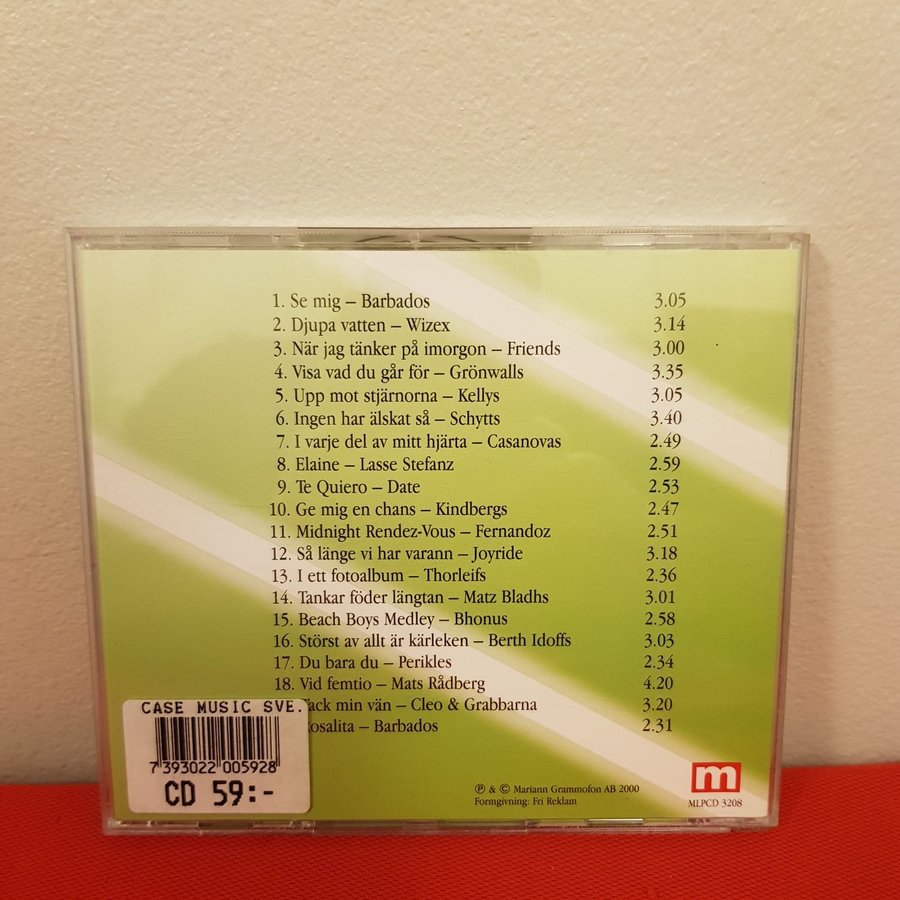 1. Se mig – Barbados 3.05
2. Djupa vatten – Wizex 3.14
3. När jag tänker på imorgon – Friends 3.00
4. Visa vad du går för – Grönwalls 3.35
5. Upp mot stjärnorna – Kellys 3.05
6. Ingen har älskat så – Schytts 3.40
7. I varje del av mitt hjärta – Casanovas 2.49
8. Elaine – Lasse Stefanz 2.59
9. Te Quiero – Date 2.53
10. Ge mig en chans – Kindbergs 2.47
11. Midnight Rendez-Vous – Fernandoz 2.51
12. Så länge vi har varann – Joyride 3.18
13. I ett fotoalbum – Thorleifs 2.36
14. Tankar föder längtan – Matz Bladhs 3.01
15. Beach Boys Medley – Bhonus 2.58
16. Störst av allt är kärleken – Berth Idoffs 3.03
17. Du bara du – Perikles 2.34
18. Vid femtio – Mats Rådberg 4.20
Tack min vän – Cleo & Grabbarna 3.20
Rosalita – Barbados 2.31
CASE MUSIC SVE.
7 393022 005928
CD 59:-
℗ & © Mariann Grammofon AB 2000
Formgivning: Fri Reklam
m
MLPCD 3208